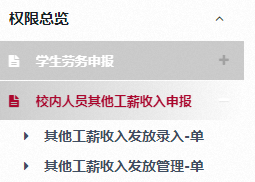 权限总览
学生劳务申报
校内人员其他工薪收入申报
其他工薪收入发放录入-单
其他工薪收入发放管理-单